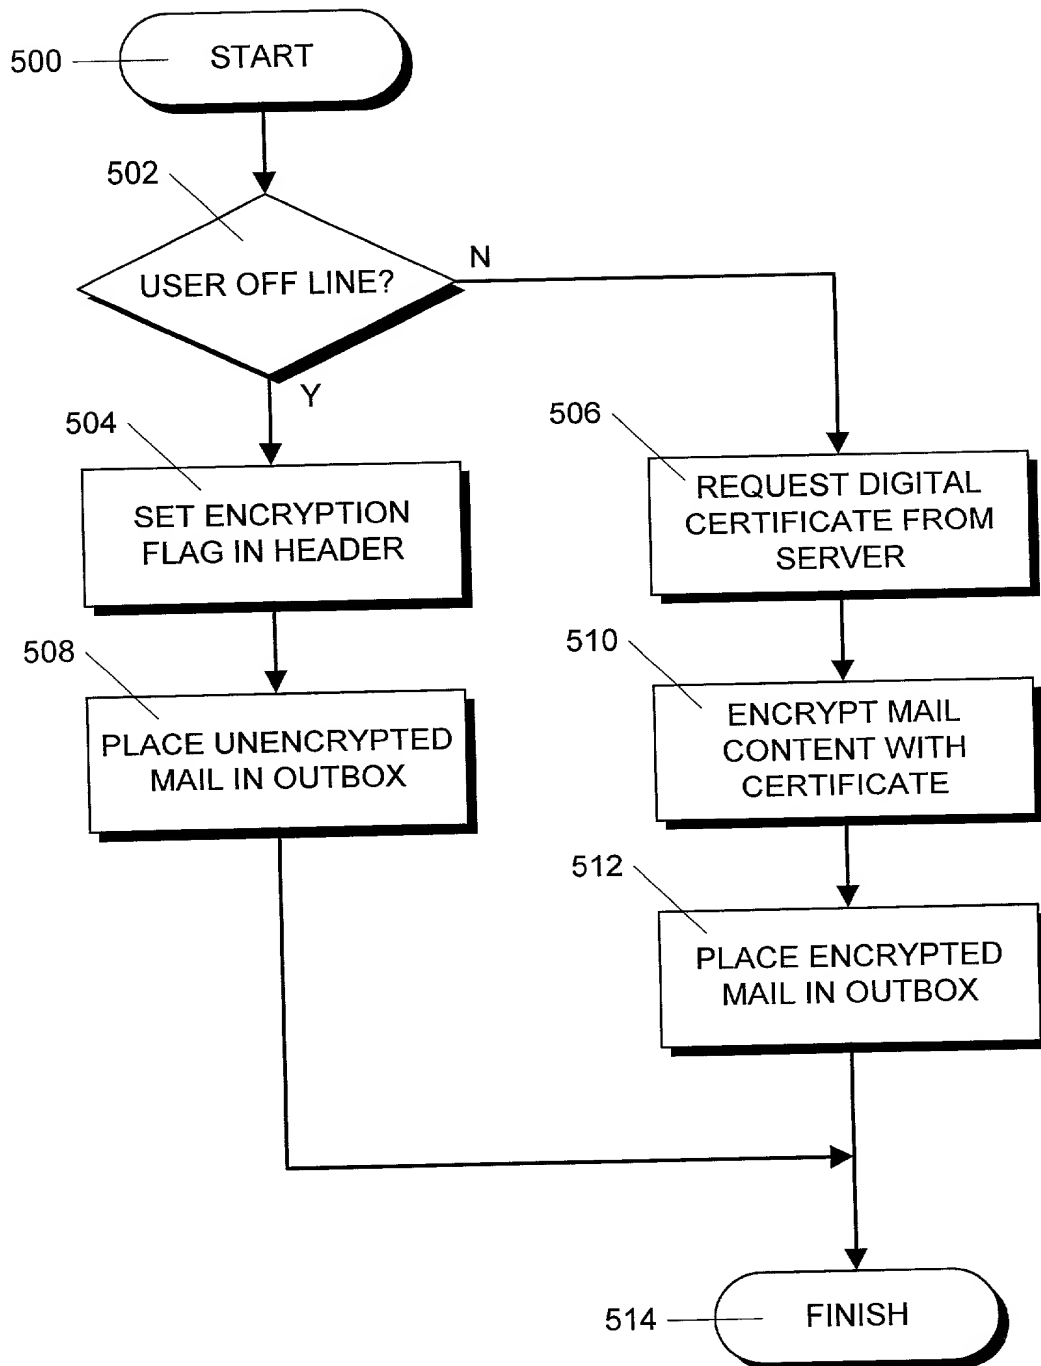 500
START
502
USER OFF LINE?
N
Y
504
SET ENCRYPTION
FLAG IN HEADER
506
REQUEST DIGITAL
CERTIFICATE FROM
SERVER
508
PLACE UNENCRYPTED
MAIL IN OUTBOX
510
ENCRYPT MAIL
CONTENT WITH
CERTIFICATE
512
PLACE ENCRYPTED
MAIL IN OUTBOX
514
FINISH